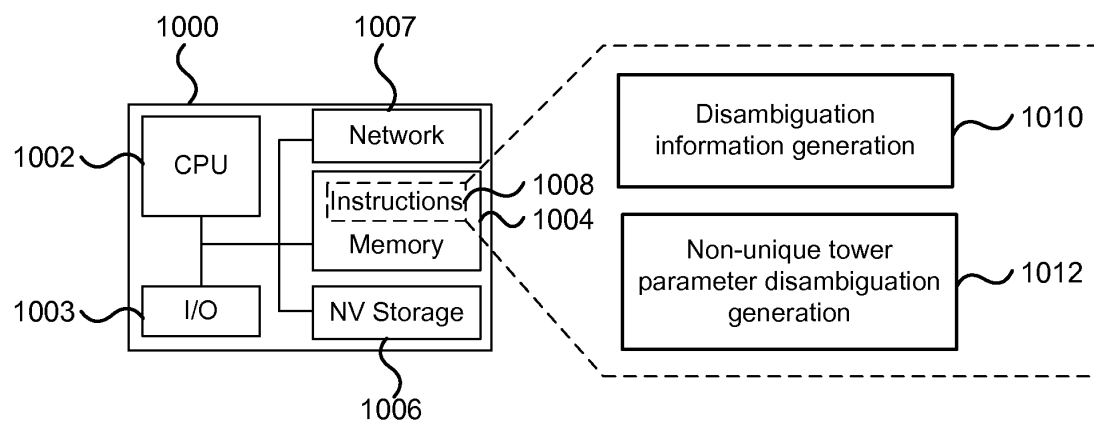 1000
1007
1002
CPU
Network
1008
Instructions
1004
Memory
1003
I/O
NV Storage
1006
Disambiguation
information generation
1010
Non-unique tower
parameter disambiguation
generation
1012